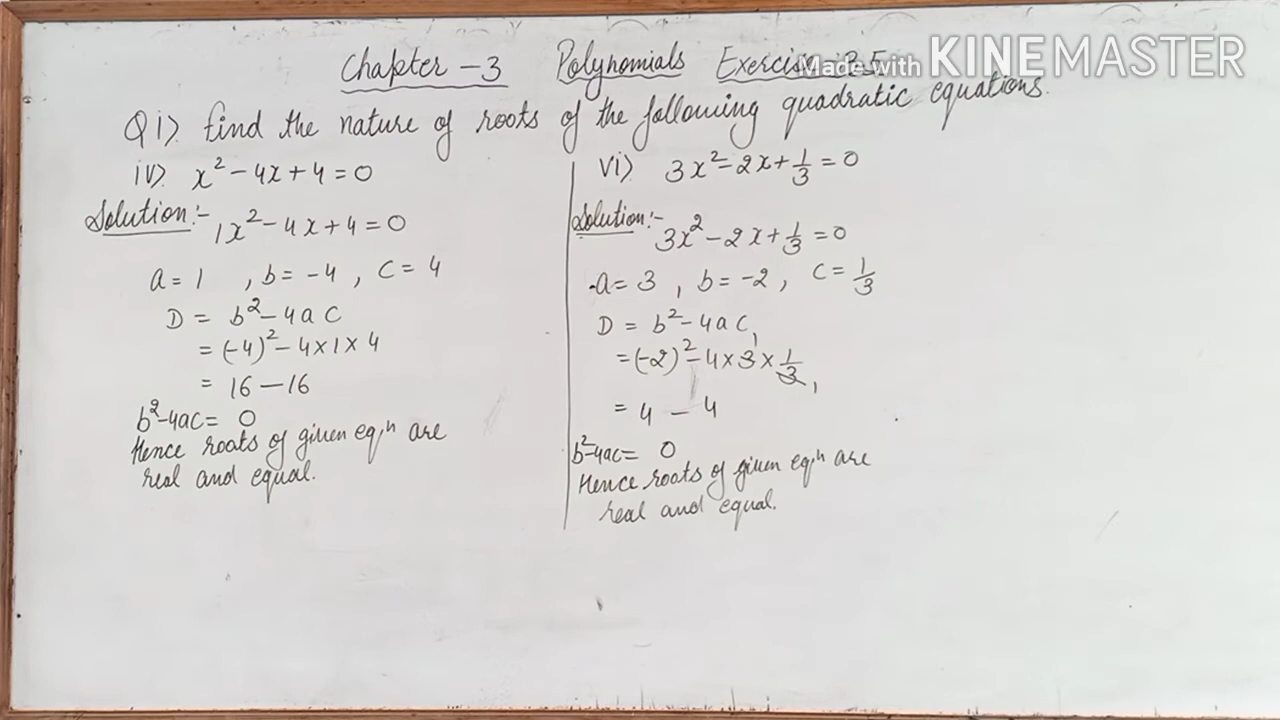 Chapter - 3 Polynomials Exercise
Made with KINEMASTER
Q i> find the nature of roots of the following quadratic equations.
iv> x² - 4x + 4 = 0
Solution:-
1x² - 4x + 4 = 0
a = 1 , b = -4 , c = 4
D = b² - 4ac
= (-4)² - 4 × 1 × 4
= 16 - 16
b² - 4ac = 0
Hence roots of given eqⁿ are
real and equal.
vi> 3x² - 2x + 1/3 = 0
Solution:-
3x² - 2x + 1/3 = 0
a = 3 , b = -2 , c = 1/3
D = b² - 4ac
= (-2)² - 4 × 3 × 1/3
= 4 - 4
b² - 4ac = 0
Hence roots of given eqⁿ are
real and equal.